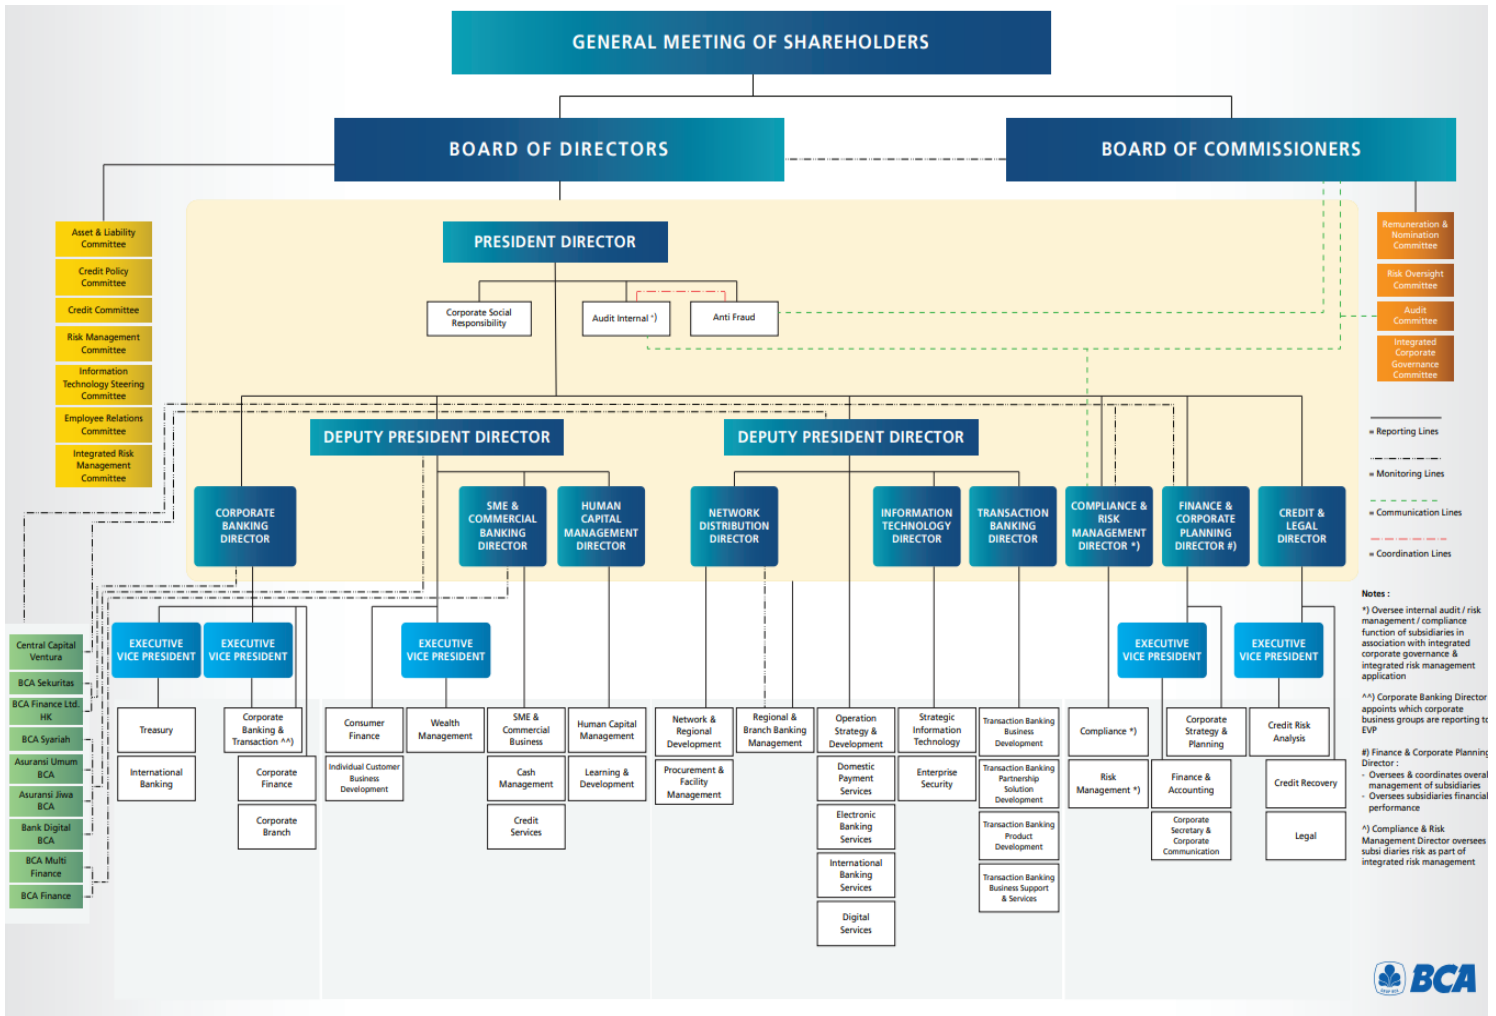 GENERAL MEETING OF SHAREHOLDERS
BOARD OF DIRECTORS
BOARD OF COMMISSIONERS
Asset & Liability
Committee
Credit Policy
Committee
Credit Committee
Risk Management
Committee
Information
Technology Steering
Committee
Employee Relations
Committee
Integrated Risk
Management
Committee
PRESIDENT DIRECTOR
Corporate Social
Responsibility
Audit Internal ^)
Anti Fraud
Remuneration &
Nomination
Committee
Risk Oversight
Committee
Audit
Committee
Integrated
Corporate
Governance
Committee
DEPUTY PRESIDENT DIRECTOR
DEPUTY PRESIDENT DIRECTOR
CORPORATE
BANKING
DIRECTOR
SME &
COMMERCIAL
BANKING
DIRECTOR
HUMAN
CAPITAL
MANAGEMENT
DIRECTOR
NETWORK
DISTRIBUTION
DIRECTOR
INFORMATION
TECHNOLOGY
DIRECTOR
TRANSACTION
BANKING
DIRECTOR
COMPLIANCE &
RISK
MANAGEMENT
DIRECTOR *)
FINANCE &
CORPORATE
PLANNING
DIRECTOR #)
CREDIT &
LEGAL
DIRECTOR
= Reporting Lines
= Monitoring Lines
= Communication Lines
= Coordination Lines
EXECUTIVE
VICE PRESIDENT
EXECUTIVE
VICE PRESIDENT
EXECUTIVE
VICE PRESIDENT
EXECUTIVE
VICE PRESIDENT
EXECUTIVE
VICE PRESIDENT
Central Capital
Ventura
BCA Sekuritas
BCA Finance Ltd.
HK
BCA Syariah
Asuransi Umum
BCA
Asuransi Jiwa
BCA
Bank Digital
BCA
BCA Multi
Finance
BCA Finance
Treasury
International
Banking
Corporate
Banking &
Transaction ^^)
Corporate
Finance
Corporate
Branch
Consumer
Finance
Individual Customer
Business
Development
Wealth
Management
SME &
Commercial
Business
Cash
Management
Credit
Services
Human Capital
Management
Learning &
Development
Network &
Regional
Development
Procurement &
Facility
Management
Regional &
Branch Banking
Management
Operation
Strategy &
Development
Domestic
Payment
Services
Electronic
Banking
Services
International
Banking
Services
Digital
Services
Strategic
Information
Technology
Enterprise
Security
Transaction Banking
Business
Development
Transaction Banking
Partnership
Solution
Development
Transaction Banking
Product
Development
Transaction Banking
Business Support
& Services
Compliance *)
Risk
Management *)
Corporate
Strategy &
Planning
Finance &
Accounting
Corporate
Secretary &
Corporate
Communication
Credit Risk
Analysis
Credit Recovery
Legal
Notes :
*) Oversee internal audit / risk
management / compliance
function of subsidiaries in
association with integrated
corporate governance &
integrated risk management
application
^^) Corporate Banking Director
appoints which corporate
business groups are reporting to
EVP
#) Finance & Corporate Planning
Director :
- Oversees & coordinates overal
management of subsidiaries
- Oversees subsidiaries financial
performance
^) Compliance & Risk
Management Director oversees
subsi diaries risk as part of
integrated risk management
BCA